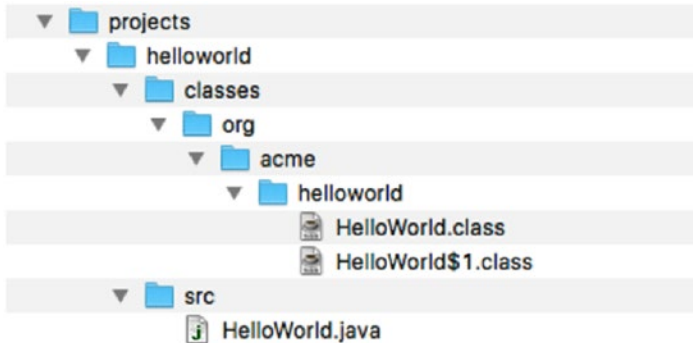 projects
helloworld
classes
org
acme
helloworld
HelloWorld.class
HelloWorld$1.class
src
HelloWorld.java